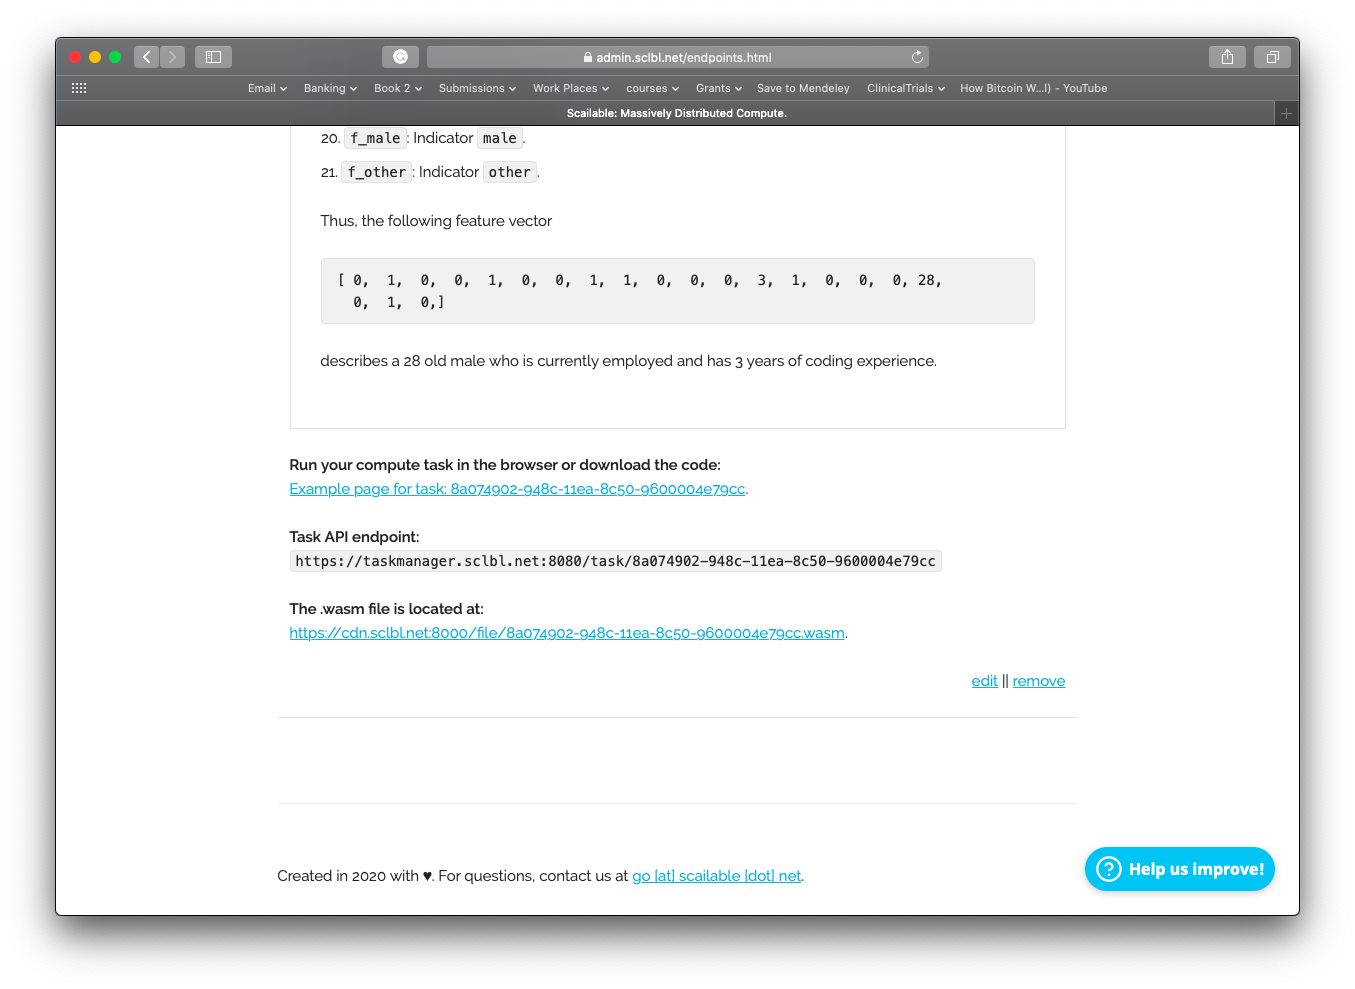 admin.sclbl.net/endpoints.html
Email Banking Book 2 Submissions Work Places courses Grants Save to Mendeley ClinicalTrials How Bitcoin W...l) - YouTube
Scailable: Massively Distributed Compute.
20. f_male : Indicator male .
21. f_other : Indicator other .
Thus, the following feature vector
[ 0, 1, 0, 0, 1, 0, 0, 1, 1, 0, 0, 0, 3, 1, 0, 0, 0, 28,
0, 1, 0,]
describes a 28 old male who is currently employed and has 3 years of coding experience.
Run your compute task in the browser or download the code:
Example page for task: 8a074902-948c-11ea-8c50-9600004e79cc.
Task API endpoint:
https://taskmanager.sclbl.net:8080/task/8a074902-948c-11ea-8c50-9600004e79cc
The .wasm file is located at:
https://cdn.sclbl.net:8000/file/8a074902-948c-11ea-8c50-9600004e79cc.wasm.
edit || remove
Created in 2020 with ♥. For questions, contact us at go [at] scailable [dot] net.
? Help us improve!